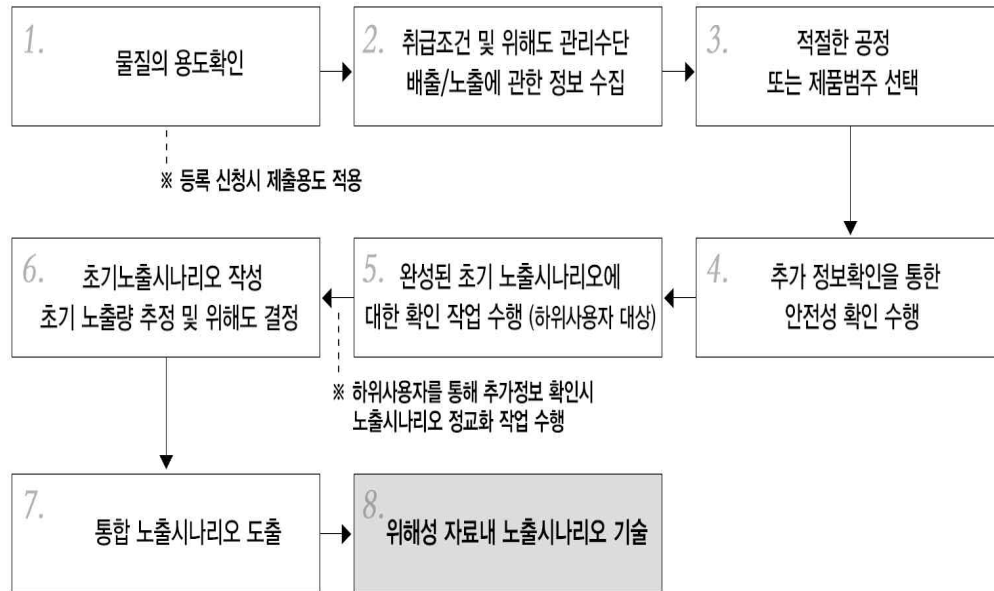 1.
물질의 용도확인
2.
취급조건 및 위해도 관리수단
배출/노출에 관한 정보 수집
3.
적절한 공정
또는 제품범주 선택
※ 등록 신청시 제출용도 적용
4.
추가 정보확인을 통한
안전성 확인 수행
5.
완성된 초기 노출시나리오에
대한 확인 작업 수행 (하위사용자 대상)
6.
초기노출시나리오 작성
초기 노출량 추정 및 위해도 결정
※ 하위사용자를 통해 추가정보 확인시
노출시나리오 정교화 작업 수행
7.
통합 노출시나리오 도출
8.
위해성 자료내 노출시나리오 기술